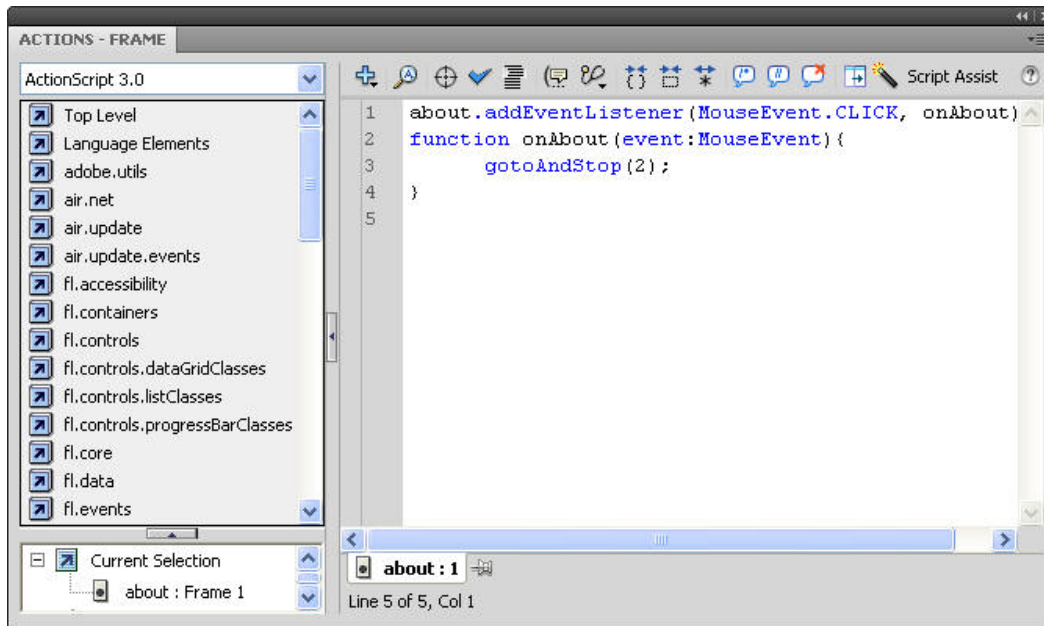 ACTIONS - FRAME
ActionScript 3.0
Script Assist
Top Level
Language Elements
adobe.utils
air.net
air.update
air.update.events
fl.accessibility
fl.containers
fl.controls
fl.controls.dataGridClasses
fl.controls.listClasses
fl.controls.progressBarClasses
fl.core
fl.data
fl.events
Current Selection
about : Frame 1
1 about.addEventListener(MouseEvent.CLICK, onAbout)
2 function onAbout(event:MouseEvent){
3 gotoAndStop(2);
4 }
5
about : 1
Line 5 of 5, Col 1